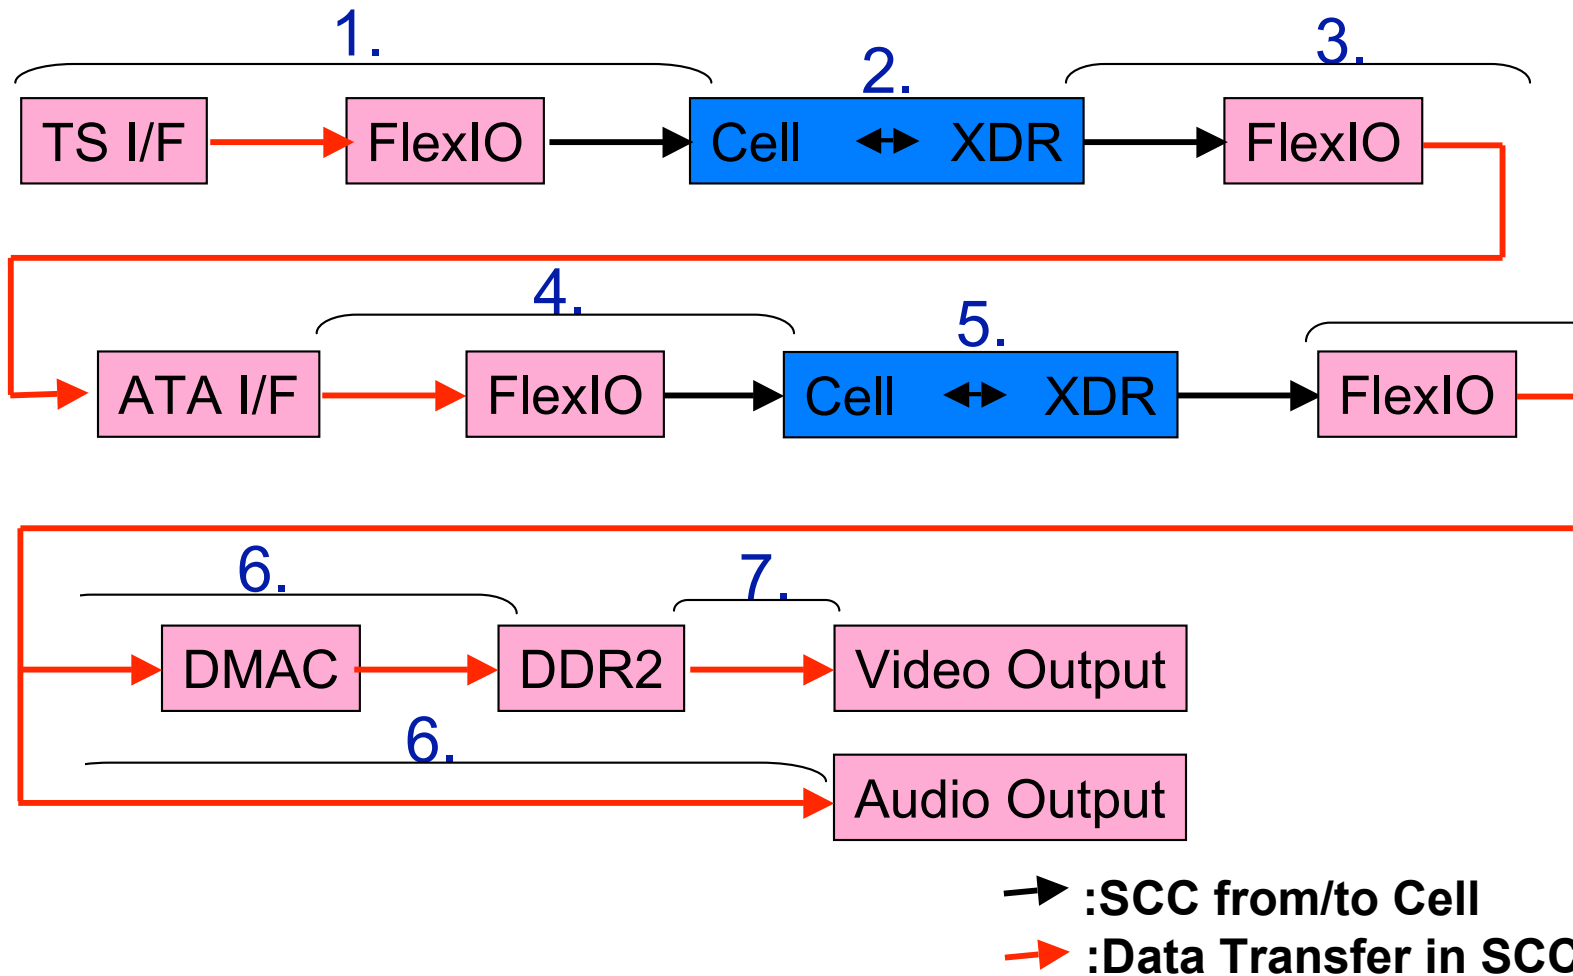 1.
2.
3.
TS I/F
FlexIO
Cell XDR
FlexIO
4.
5.
ATA I/F
FlexIO
Cell XDR
FlexIO
6.
7.
DMAC
DDR2
Video Output
6.
Audio Output
:SCC from/to Cell
:Data Transfer in SCC